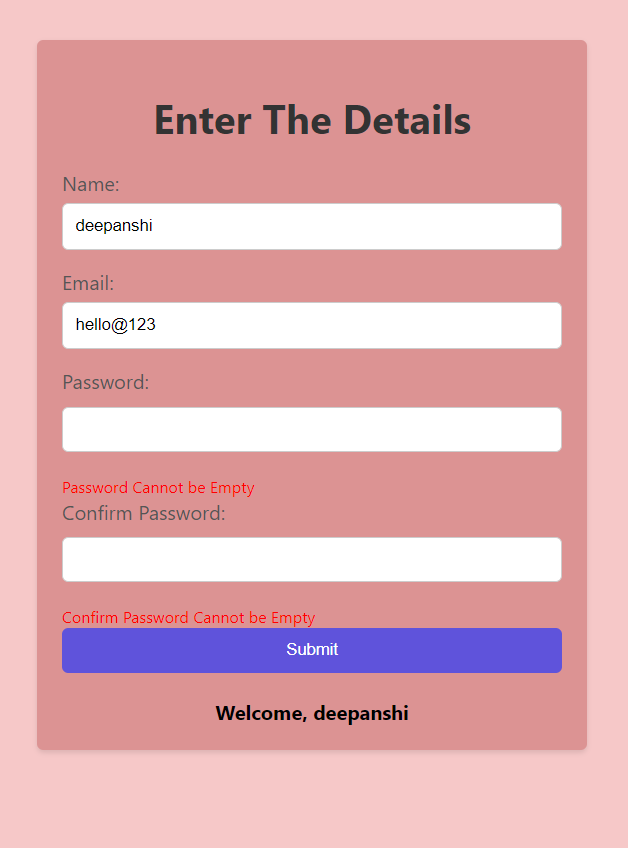 Enter The Details
Name:
deepanshi
Email:
hello@123
Password:
Password Cannot be Empty
Confirm Password:
Confirm Password Cannot be Empty
Submit
Welcome, deepanshi